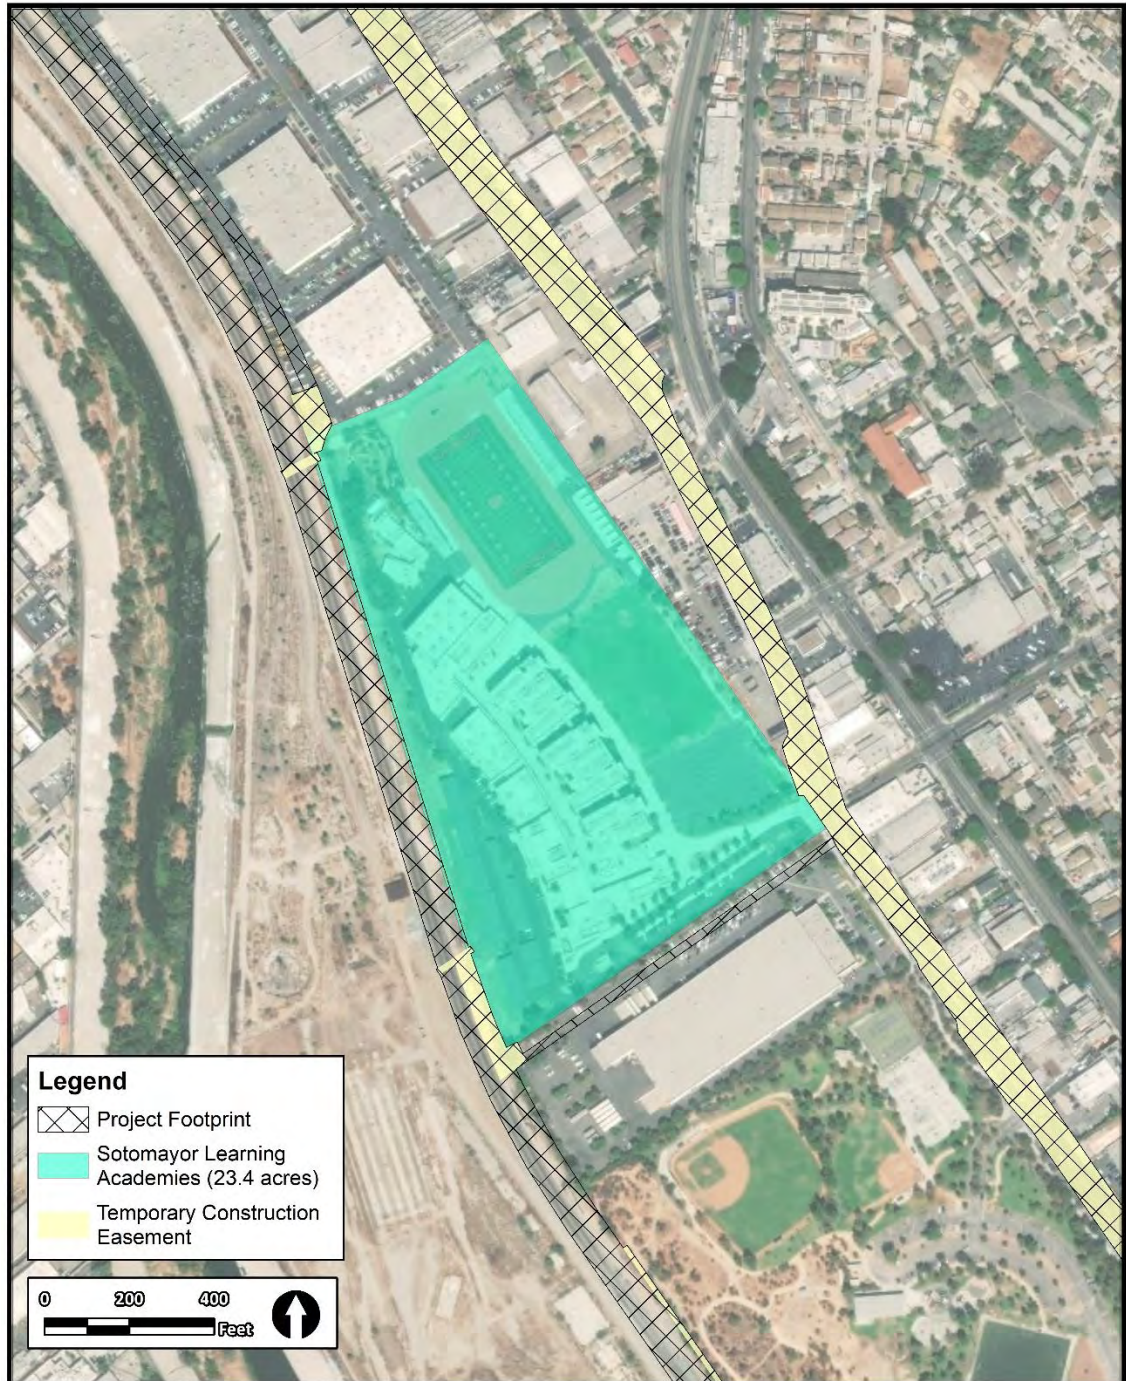 Legend
Project Footprint
Sotomayor Learning
Academies (23.4 acres)
Temporary Construction
Easement
0 200 400
Feet